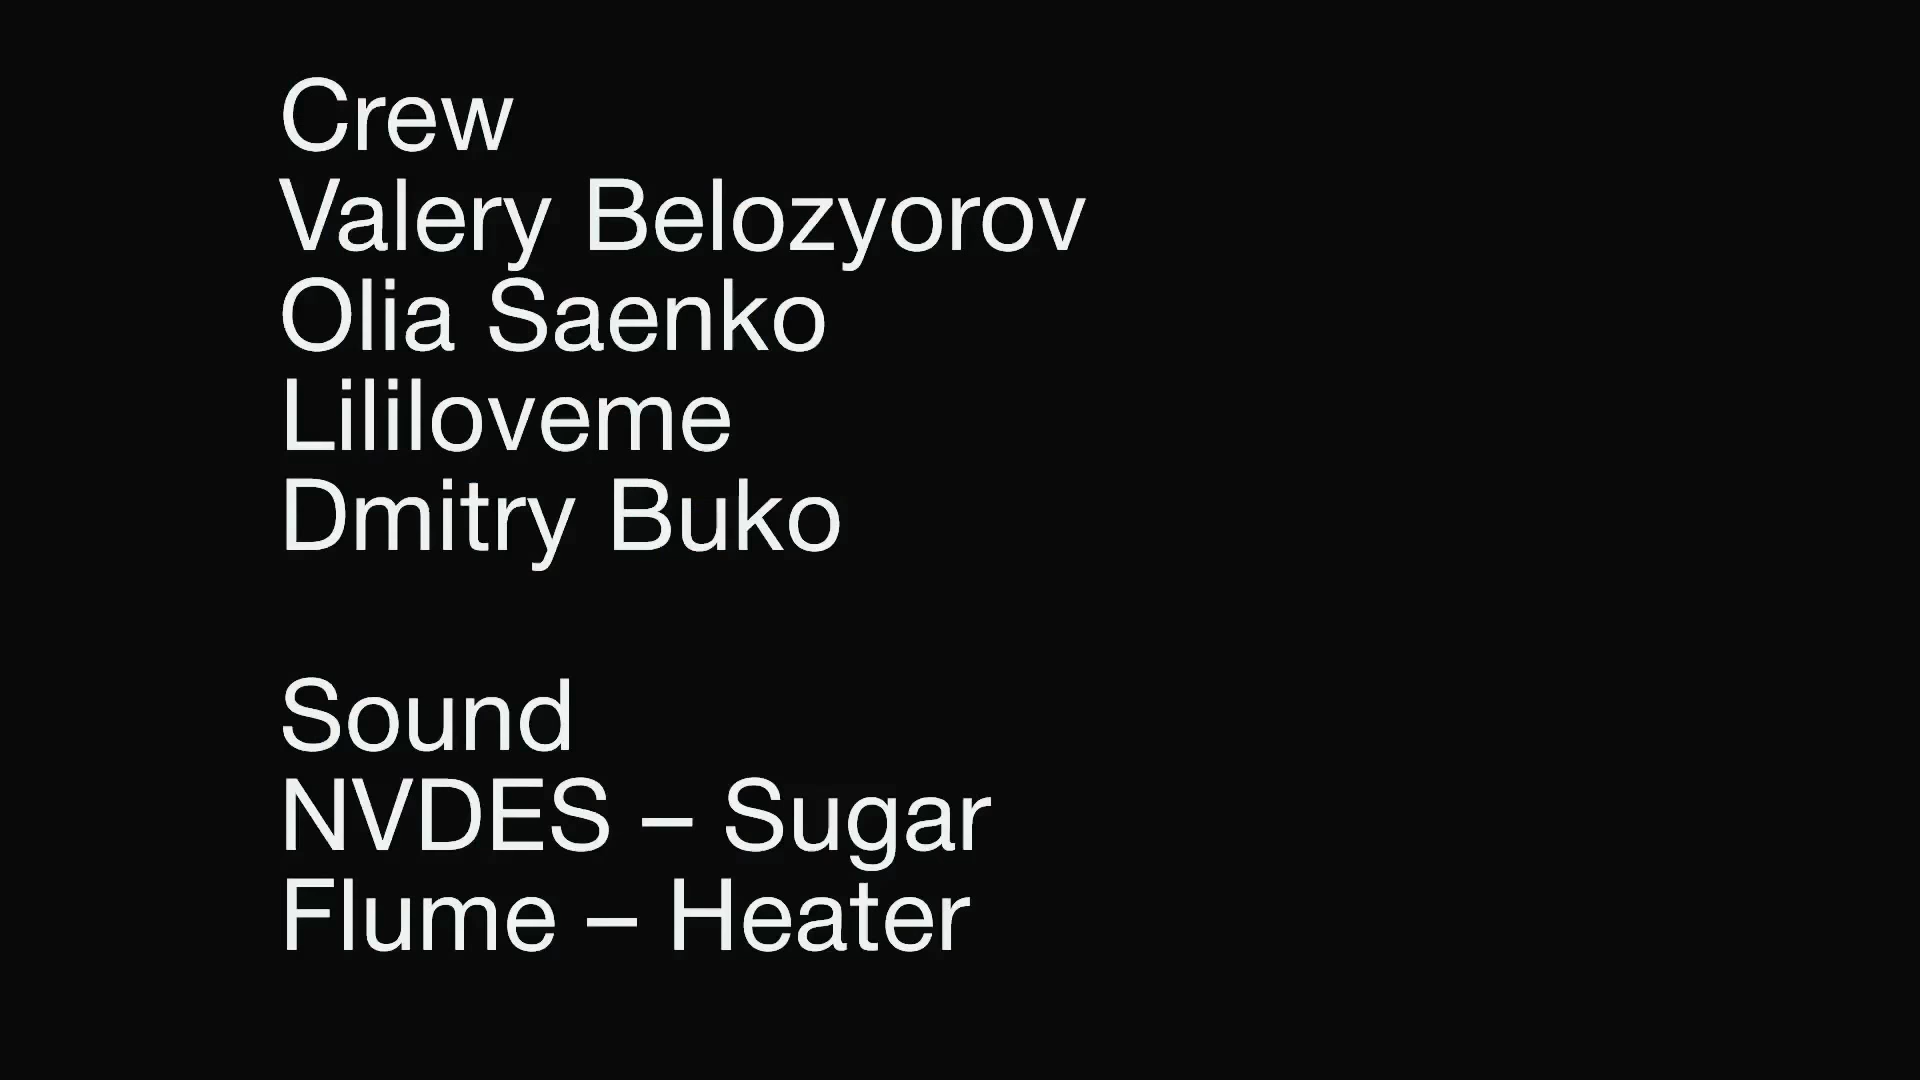 Crew
Valery Belozyorov
Olia Saenko
Lililoveme
Dmitry Buko
Sound
NVDES – Sugar
Flume – Heater